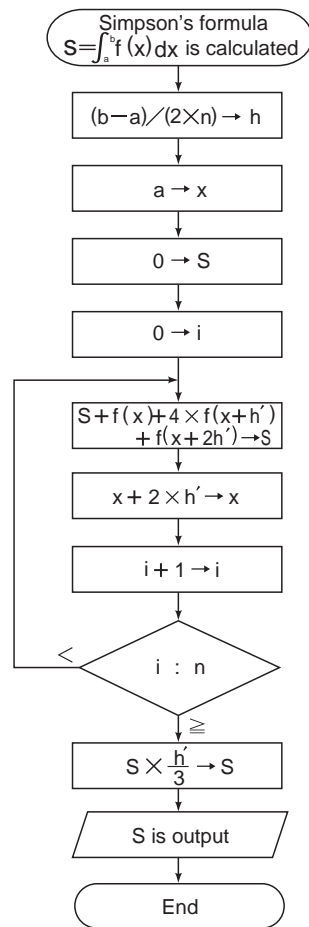 Simpson's formula
S=∫ₐᵇf(x)dx is calculated
(b−a)／(2×n)→ h
a → x
0 → S
0 → i
S+f(x)+4×f(x+h′)
+f(x+2h′)→S
x+2×h′→x
i+1→i
<
i : n
≧
S×h′/3→S
S is output
End